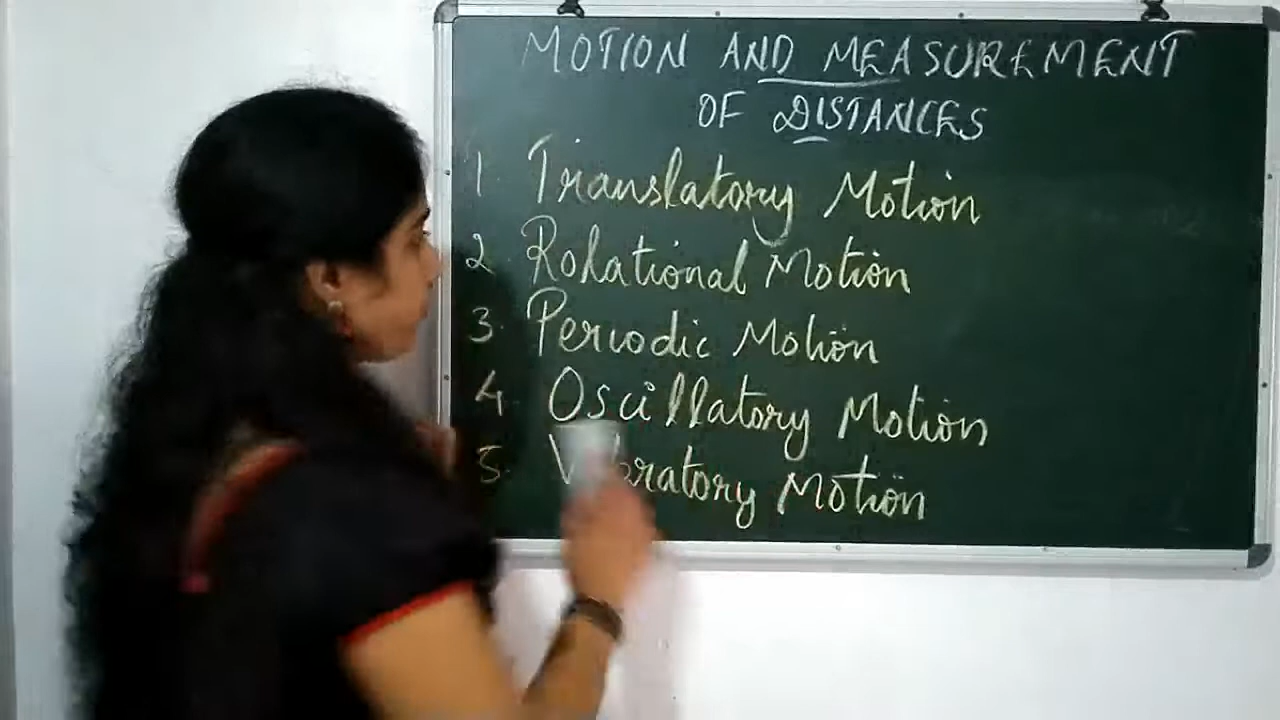 MOTION AND MEASUREMENT
OF DISTANCES
1. Translatory Motion
2. Rotational Motion
3. Periodic Motion
4. Oscillatory Motion
5. Motion